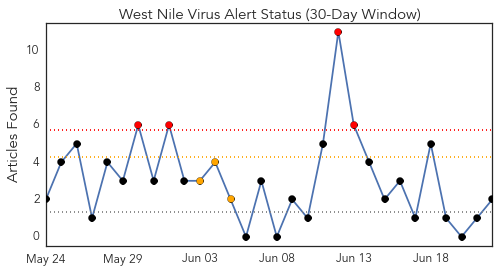 West Nile Virus Alert Status (30-Day Window)
Articles Found
10
8
6
4
2
0
May 24
May 29
Jun 03
Jun 08
Jun 13
Jun 18